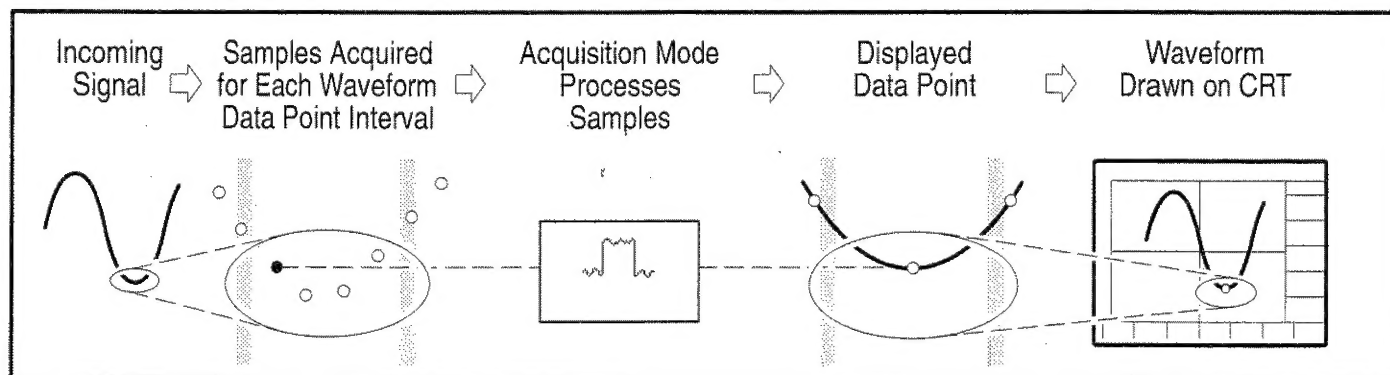 Incoming
Signal
Samples Acquired
for Each Waveform
Data Point Interval
Acquisition Mode
Processes
Samples
Displayed
Data Point
Waveform
Drawn on CRT